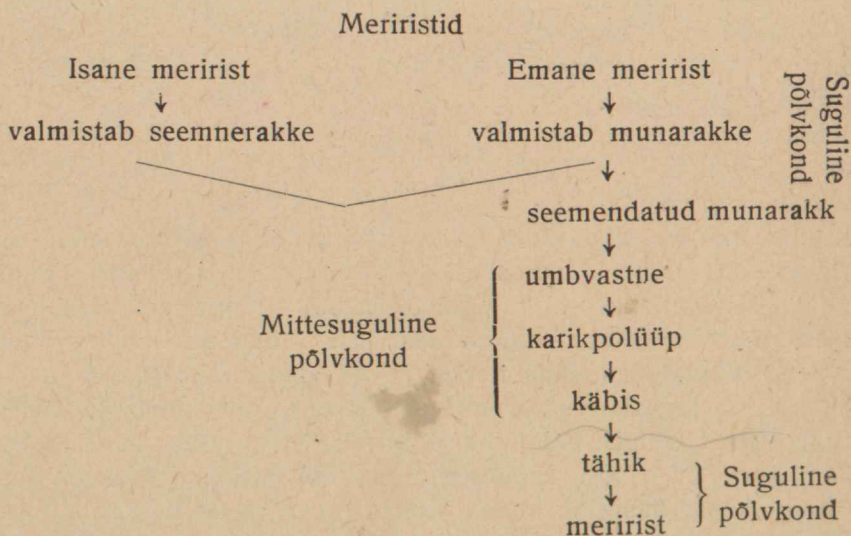 Meriristid
Isane meririst
Emane meririst
valmistab seemnerakke
valmistab munarakke
Suguline
põlvkond
seemendatud munarakk
umbvastne
Mittesuguline
põlvkond
karikpolüüp
käbis
tähik
meririst
Suguline
põlvkond